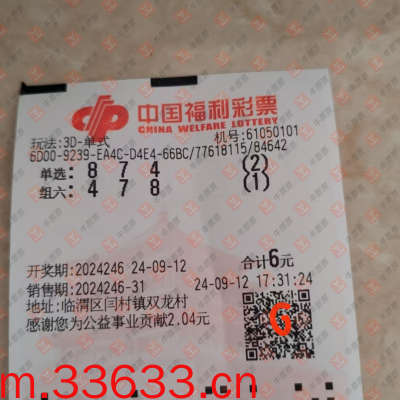 中国福利彩票
CHINA WELFARE LOTTERY
玩法:3D-单式 机号:61050101
6D00-9239-EA4C-D4E4-66BC/77618115/84642
单选: 8 7 4 (2)
组六: 4 7 8 (1)
开奖期:2024246 24-09-12 合计6元
销售期:2024246-31 24-09-12 17:31:24
地址:临渭区闫村镇双龙村
感谢您为公益事业贡献2.04元
G
m.33633.cn